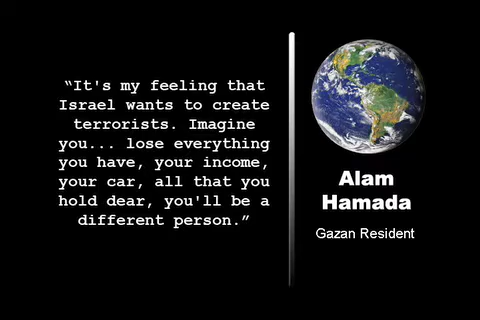 “It's my feeling that
Israel wants to create
terrorists. Imagine
you... lose everything
you have, your income,
your car, all that you
hold dear, you'll be a
different person.”
Alam
Hamada
Gazan Resident